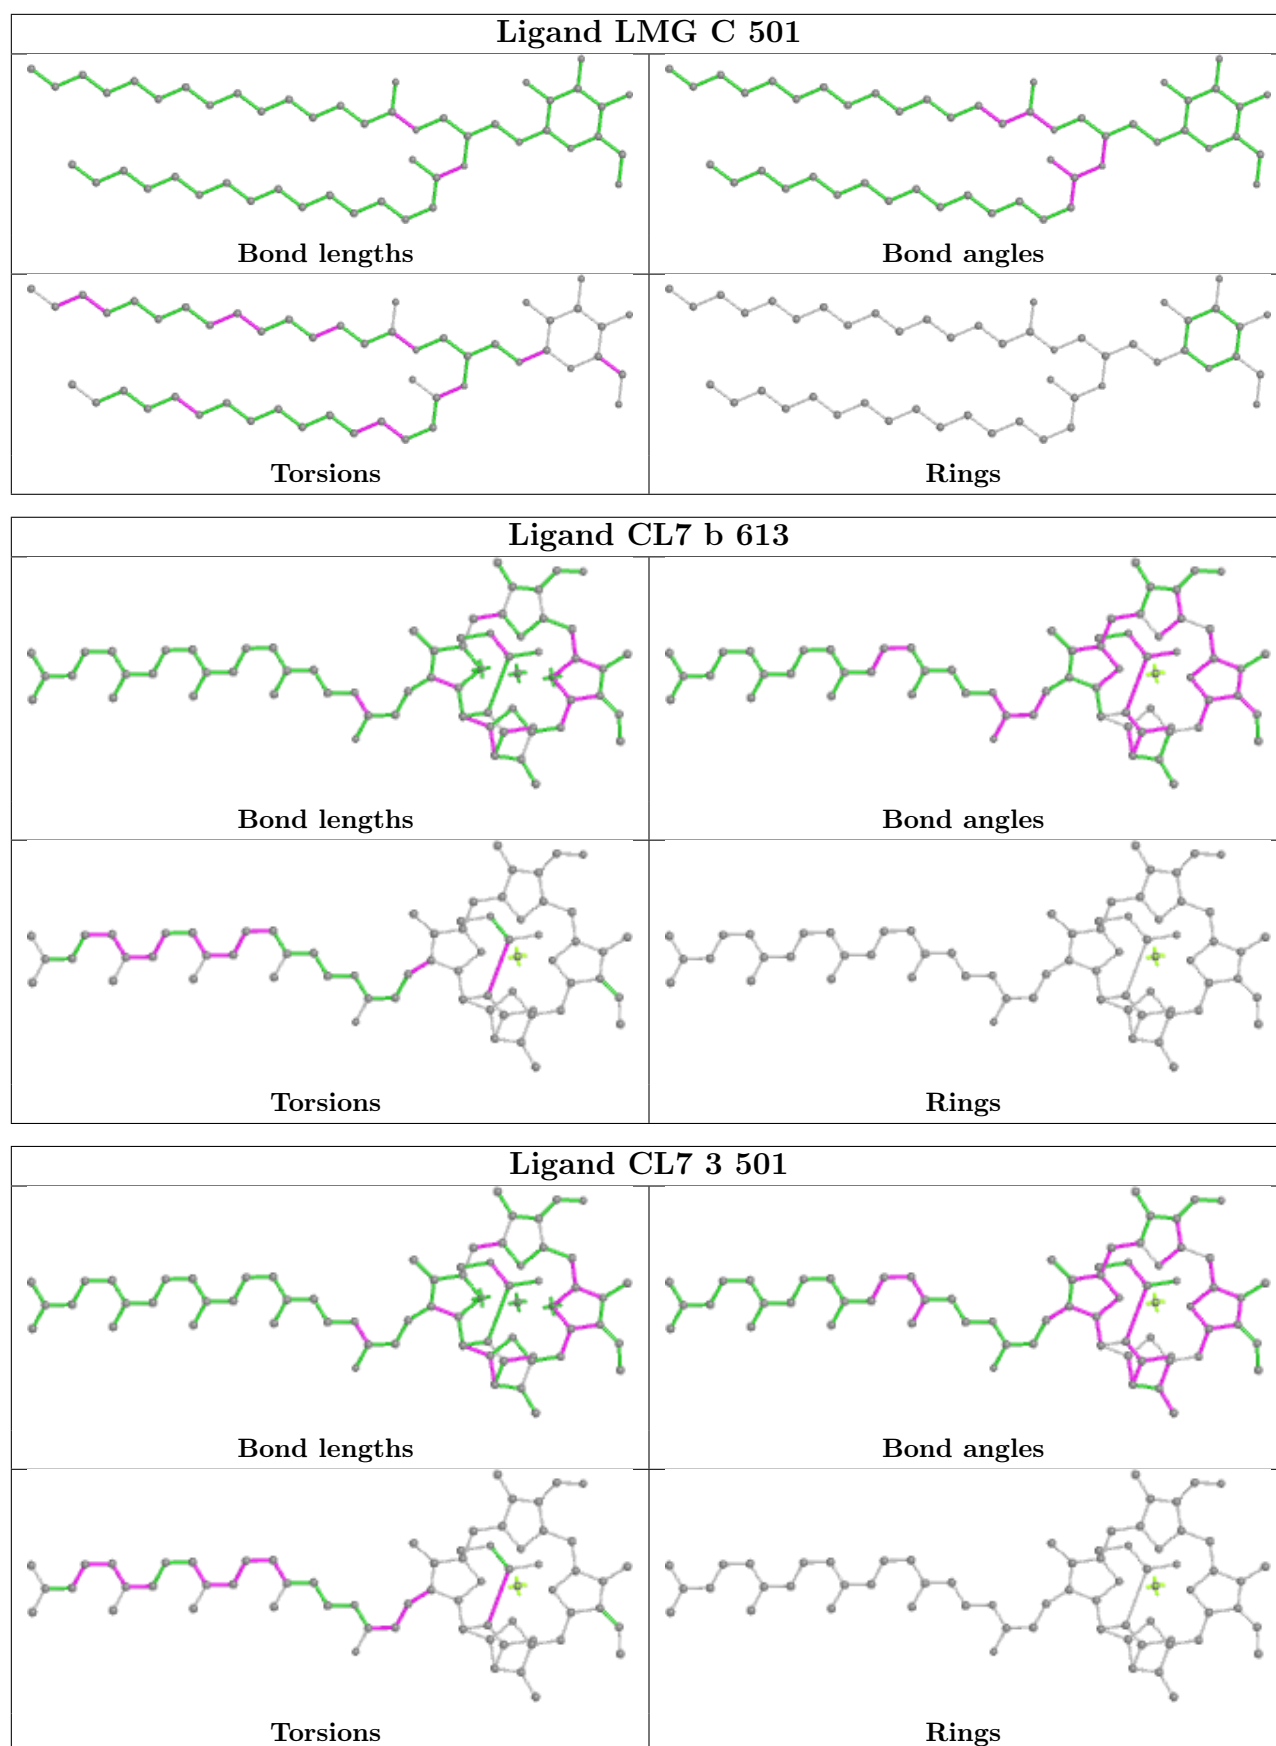 Ligand LMG C 501
Bond lengths
Bond angles
Torsions
Rings
Ligand CL7 b 613
Bond lengths
Bond angles
Torsions
Rings
Ligand CL7 3 501
Bond lengths
Bond angles
Torsions
Rings